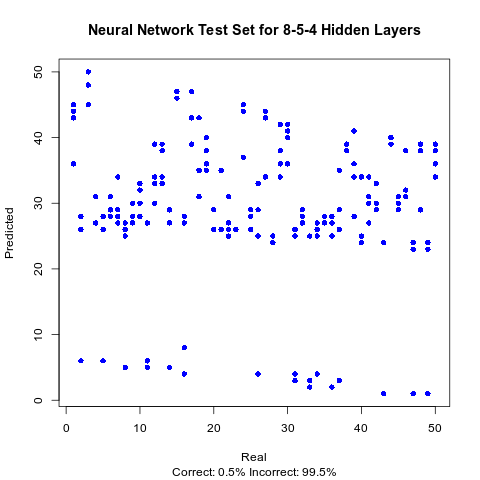 Neural Network Test Set for 8-5-4 Hidden Layers
Predicted
50
40
30
20
10
0
0 10 20 30 40 50
Real
Correct: 0.5% Incorrect: 99.5%